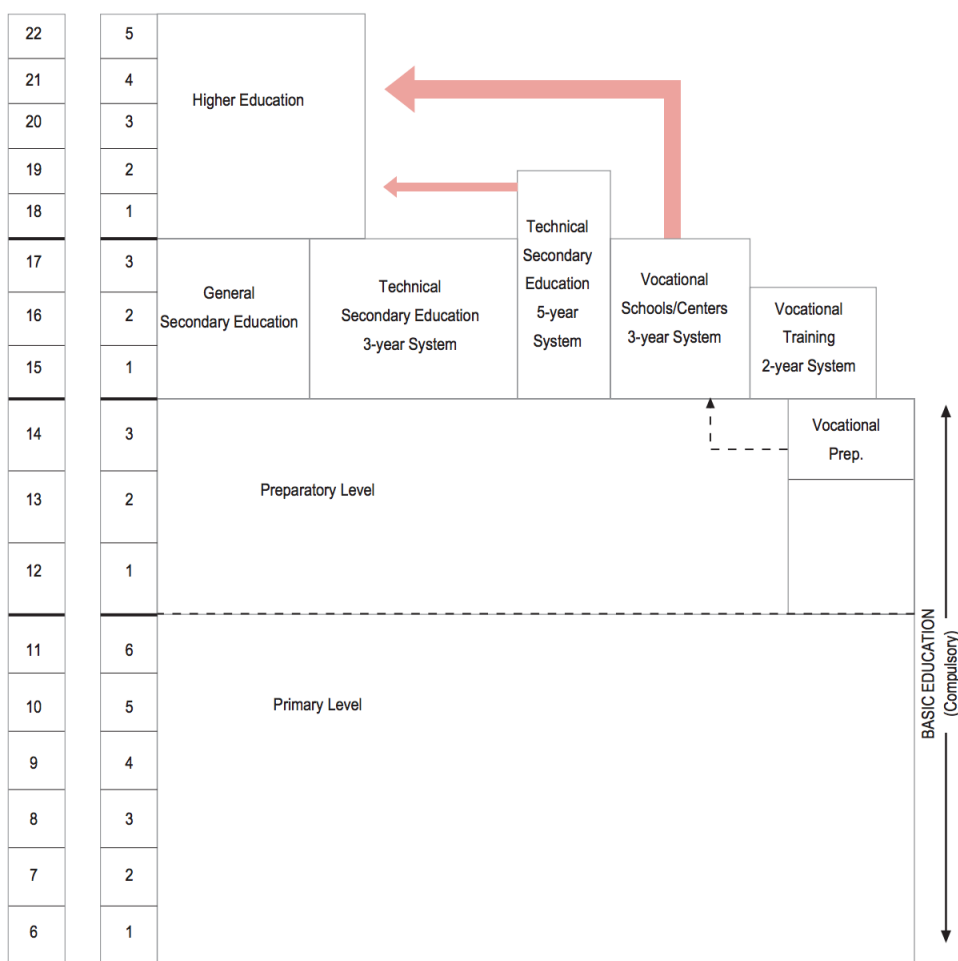 22 5
21 4
Higher Education
20 3
19 2
18 1
Technical
Secondary
Education
5-year
System
17 3
General
Secondary Education
Technical
Secondary Education
3-year System
Vocational
Schools/Centers
3-year System
16 2
Vocational
Training
2-year System
15 1
14 3
Vocational
Prep.
Preparatory Level
13 2
12 1
11 6
Primary Level
10 5
9 4
8 3
7 2
6 1
BASIC EDUCATION
(Compulsory)